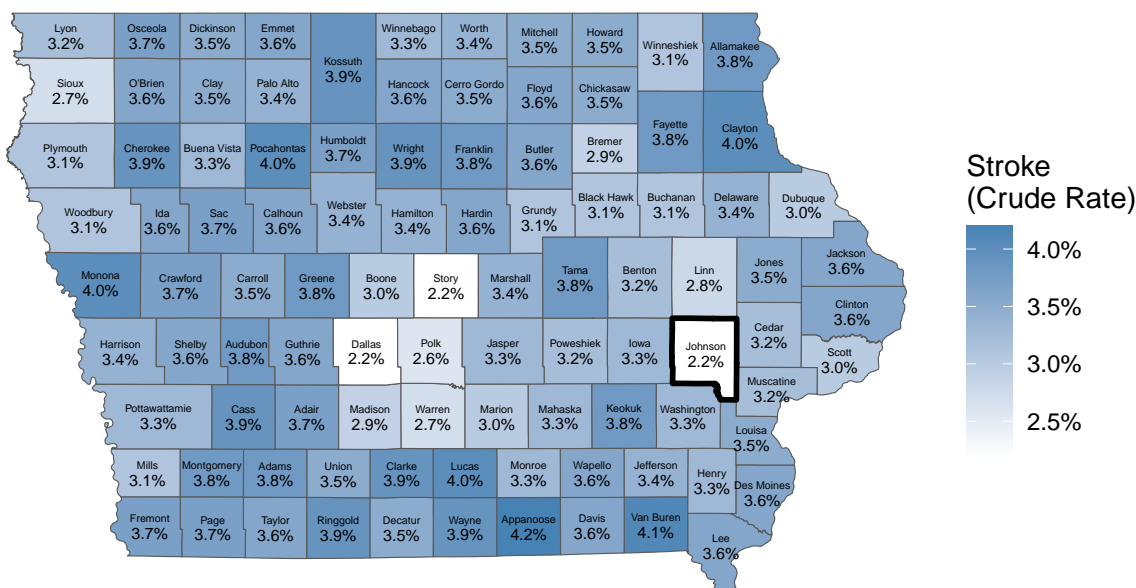 Lyon
3.2%
Osceola
3.7%
Dickinson
3.5%
Emmet
3.6%
Kossuth
3.9%
Winnebago
3.3%
Worth
3.4%
Mitchell
3.5%
Howard
3.5%
Winneshiek
3.1%
Allamakee
3.8%
Sioux
2.7%
O'Brien
3.6%
Clay
3.5%
Palo Alto
3.4%
Hancock
3.6%
Cerro Gordo
3.5%
Floyd
3.6%
Chickasaw
3.5%
Plymouth
3.1%
Cherokee
3.9%
Buena Vista
3.3%
Pocahontas
4.0%
Humboldt
3.7%
Wright
3.9%
Franklin
3.8%
Butler
3.6%
Bremer
2.9%
Fayette
3.8%
Clayton
4.0%
Woodbury
3.1%
Ida
3.6%
Sac
3.7%
Calhoun
3.6%
Webster
3.4%
Hamilton
3.4%
Hardin
3.6%
Grundy
3.1%
Black Hawk
3.1%
Buchanan
3.1%
Delaware
3.4%
Dubuque
3.0%
Monona
4.0%
Crawford
3.7%
Carroll
3.5%
Greene
3.8%
Boone
3.0%
Story
2.2%
Marshall
3.4%
Tama
3.8%
Benton
3.2%
Linn
2.8%
Jones
3.5%
Jackson
3.6%
Clinton
3.6%
Harrison
3.4%
Shelby
3.6%
Audubon
3.8%
Guthrie
3.6%
Dallas
2.2%
Polk
2.6%
Jasper
3.3%
Poweshiek
3.2%
Iowa
3.3%
Johnson
2.2%
Cedar
3.2%
Scott
3.0%
Muscatine
3.2%
Pottawattamie
3.3%
Cass
3.9%
Adair
3.7%
Madison
2.9%
Warren
2.7%
Marion
3.0%
Mahaska
3.3%
Keokuk
3.8%
Washington
3.3%
Louisa
3.5%
Mills
3.1%
Montgomery
3.8%
Adams
3.8%
Union
3.5%
Clarke
3.9%
Lucas
4.0%
Monroe
3.3%
Wapello
3.6%
Jefferson
3.4%
Henry
3.3%
Des Moines
3.6%
Fremont
3.7%
Page
3.7%
Taylor
3.6%
Ringgold
3.9%
Decatur
3.5%
Wayne
3.9%
Appanoose
4.2%
Davis
3.6%
Van Buren
4.1%
Lee
3.6%
Stroke
(Crude Rate)
4.0%
3.5%
3.0%
2.5%